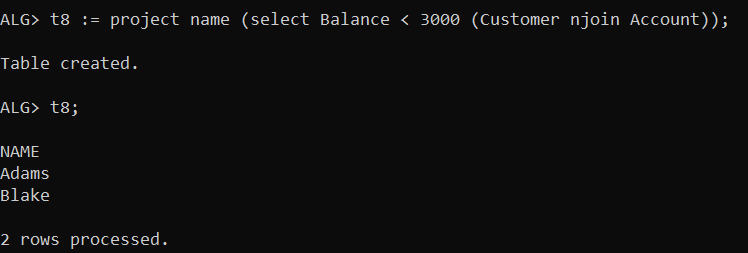 ALG> t8 := project name (select Balance < 3000 (Customer njoin Account));
Table created.
ALG> t8;
NAME
Adams
Blake
2 rows processed.